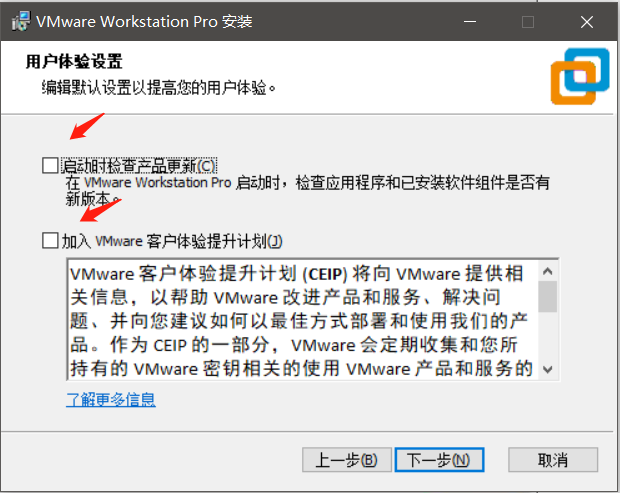 VMware Workstation Pro 安装
用户体验设置
编辑默认设置以提高您的用户体验。
启动时检查产品更新(C)
在 VMware Workstation Pro 启动时，检查应用程序和已安装软件组件是否有
新版本。
加入 VMware 客户体验提升计划(J)
VMware 客户体验提升计划 (CEIP) 将向 VMware 提供相
关信息，以帮助 VMware 改进产品和服务、解决问
题、并向您建议如何以最佳方式部署和使用我们的产
品。作为 CEIP 的一部分，VMware 会定期收集和您所
持有的 VMware 密钥相关的使用 VMware 产品和服务的
了解更多信息
上一步(B) 下一步(N) 取消